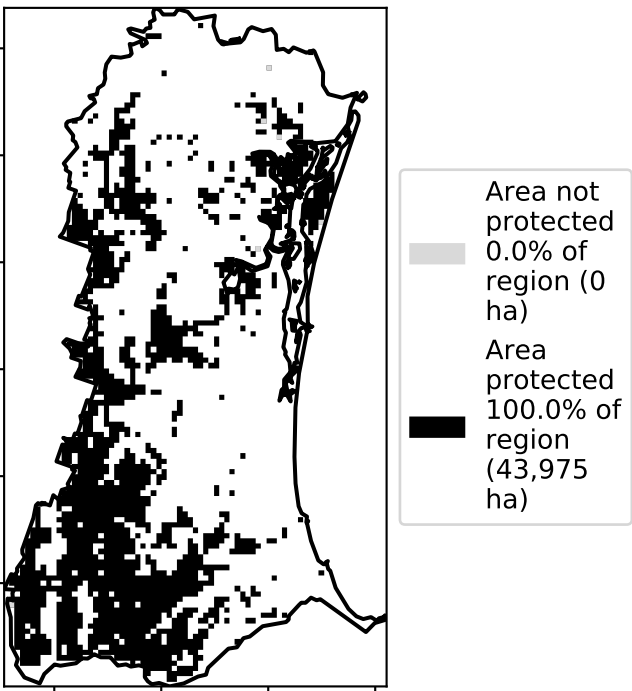 Area not
protected
0.0% of
region (0
ha)
Area
protected
100.0% of
region
(43,975
ha)